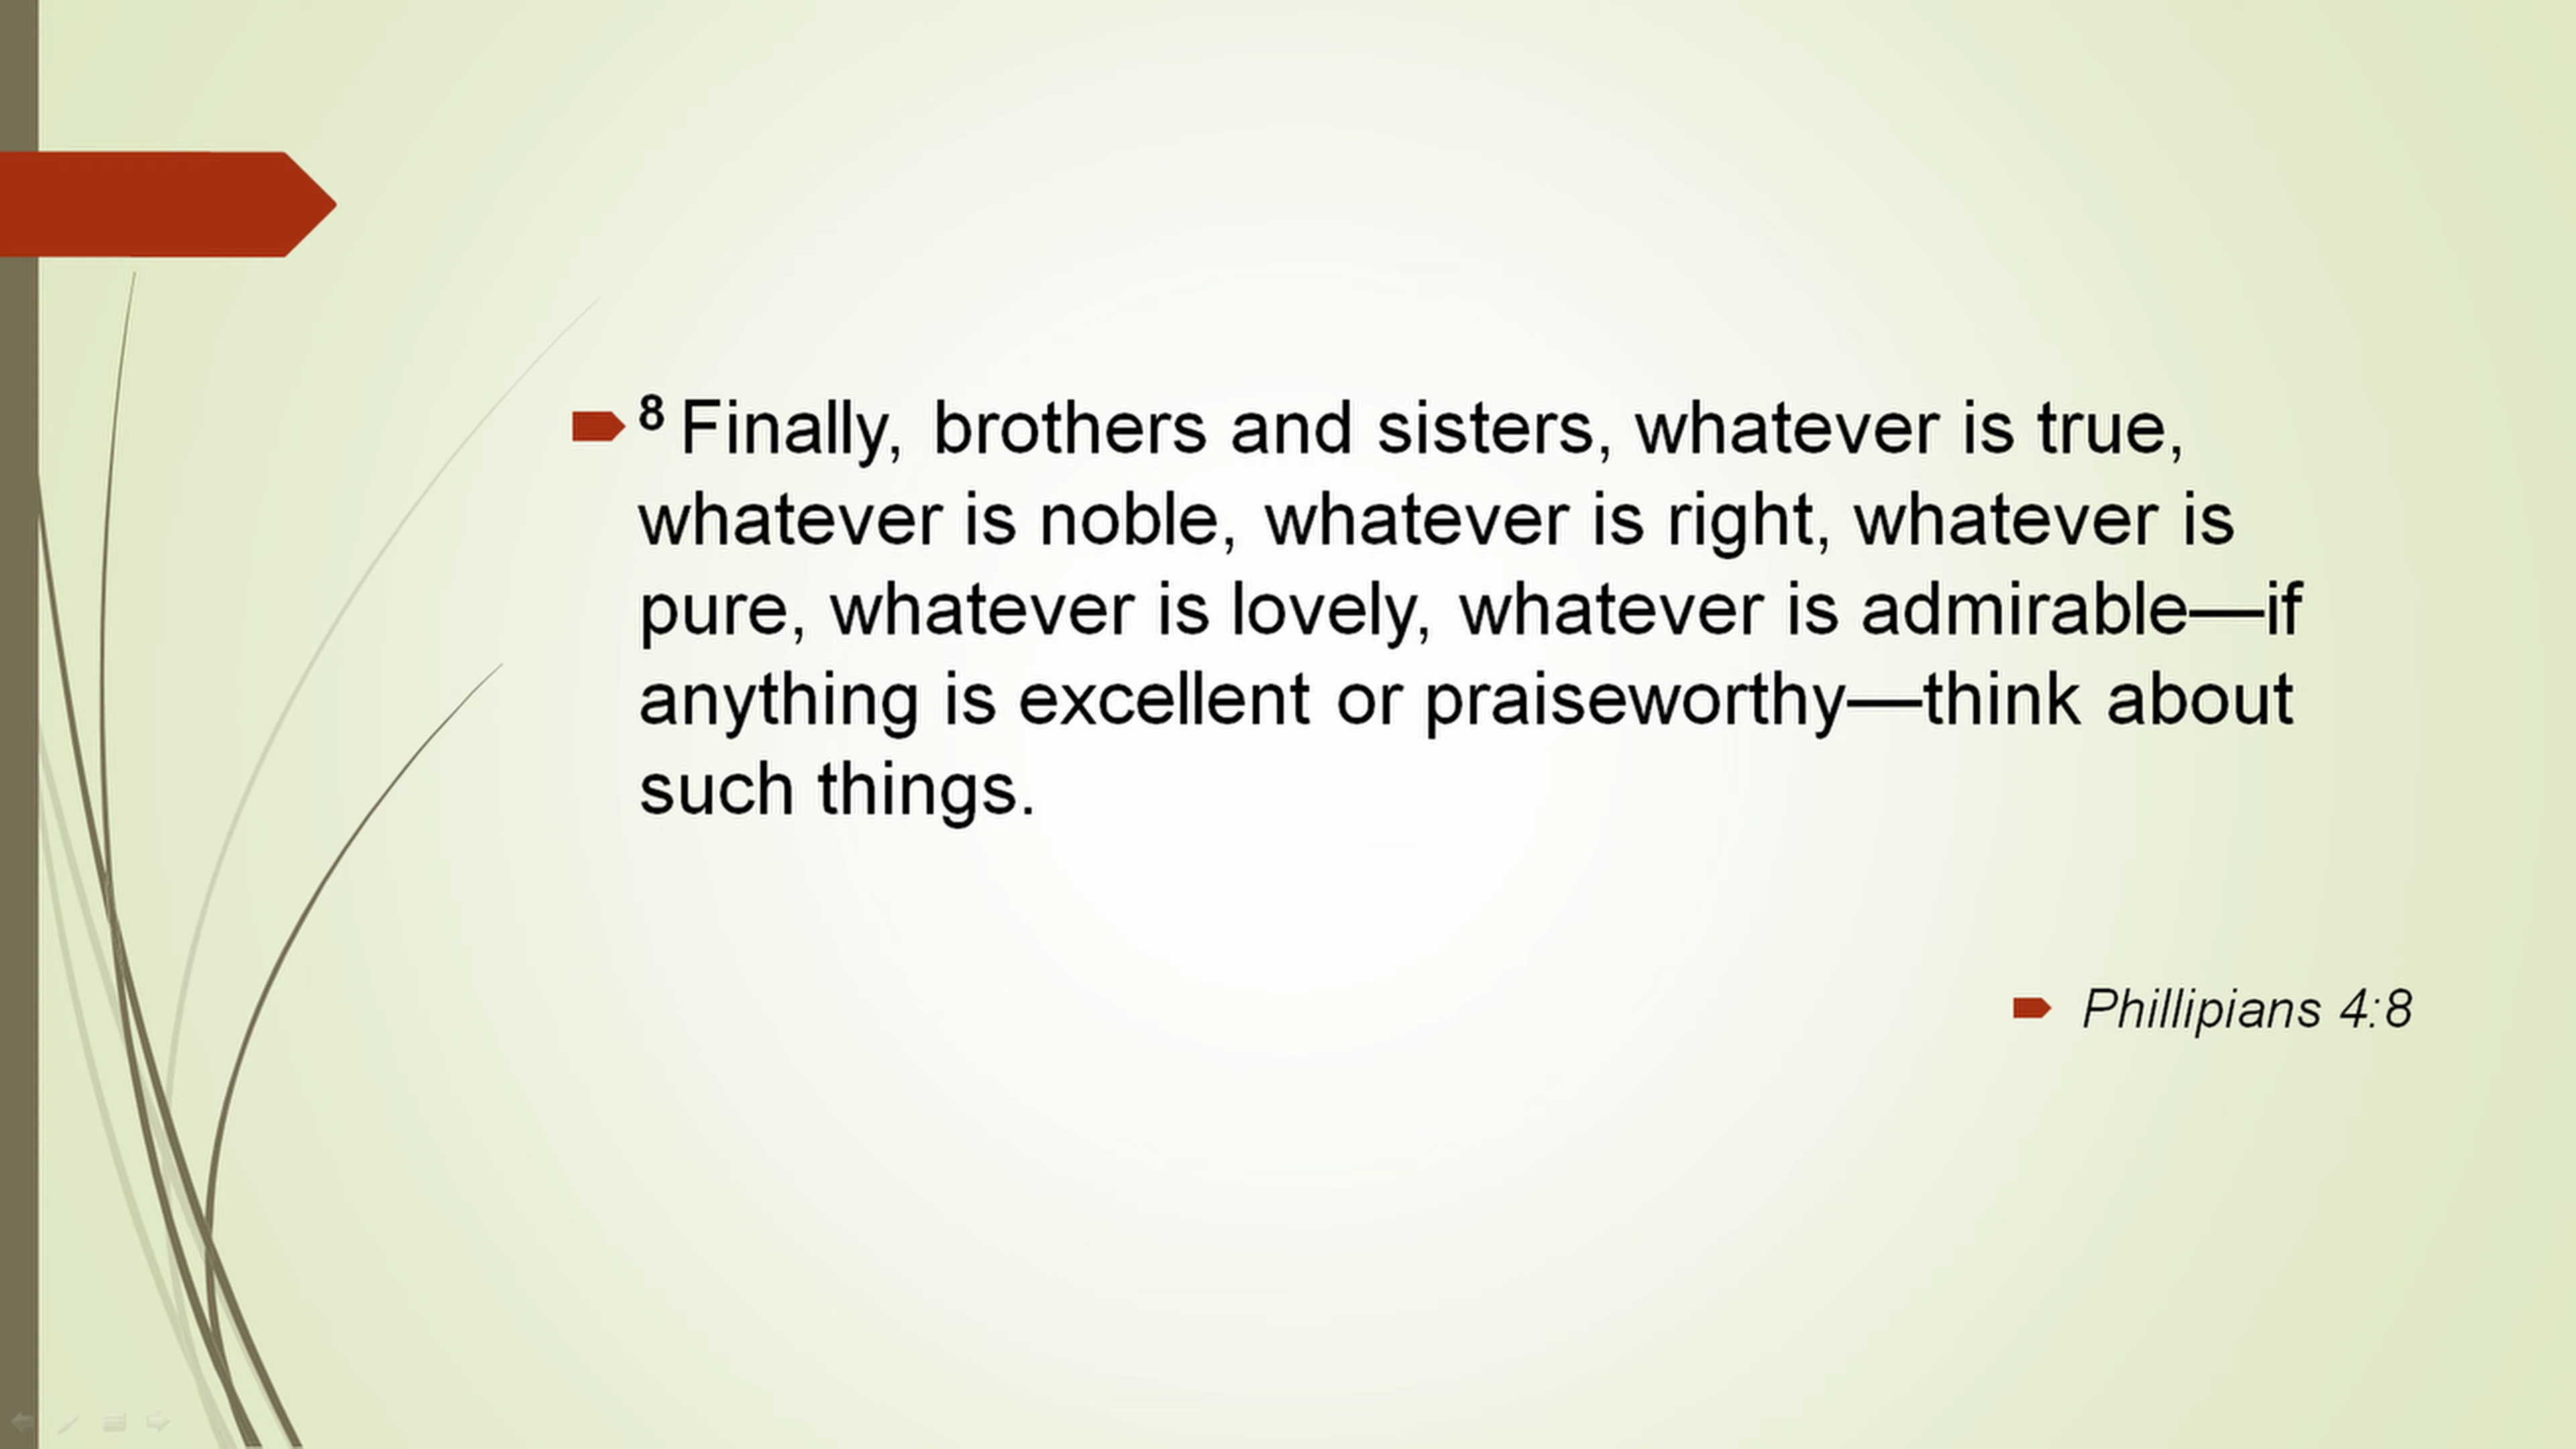 8 Finally, brothers and sisters, whatever is true,
whatever is noble, whatever is right, whatever is
pure, whatever is lovely, whatever is admirable—if
anything is excellent or praiseworthy—think about
such things.
Phillipians 4:8